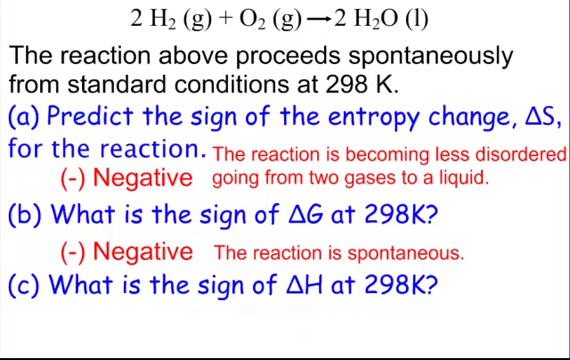 2 H₂ (g) + O₂ (g)→2 H₂O (l)
The reaction above proceeds spontaneously
from standard conditions at 298 K.
(a) Predict the sign of the entropy change, ΔS,
for the reaction. The reaction is becoming less disordered
(-) Negative going from two gases to a liquid.
(b) What is the sign of ΔG at 298K?
(-) Negative The reaction is spontaneous.
(c) What is the sign of ΔH at 298K?